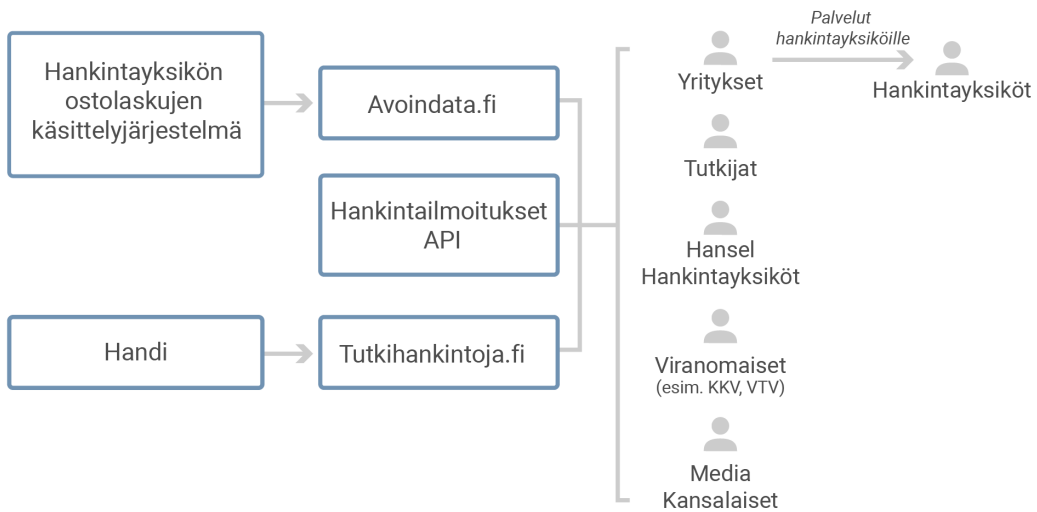 Hankintayksikön
ostolaskujen
käsittelyjärjestelmä
Avoindata.fi
Hankintailmoitukset
API
Handi
Tutkihankintoja.fi
Yritykset
Palvelut
hankintayksiköille
Hankintayksiköt
Tutkijat
Hansel
Hankintayksiköt
Viranomaiset
(esim. KKV, VTV)
Media
Kansalaiset